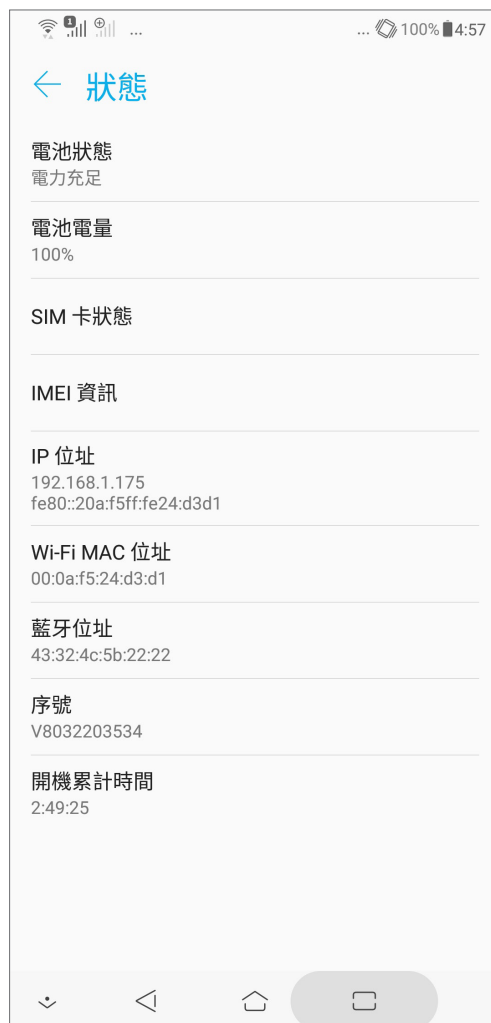 1 ... ... 100% 4:57
狀態
電池狀態
電力充足
電池電量
100%
SIM 卡狀態
IMEI 資訊
IP 位址
192.168.1.175
fe80::20a:f5ff:fe24:d3d1
Wi-Fi MAC 位址
00:0a:f5:24:d3:d1
藍牙位址
43:32:4c:5b:22:22
序號
V8032203534
開機累計時間
2:49:25